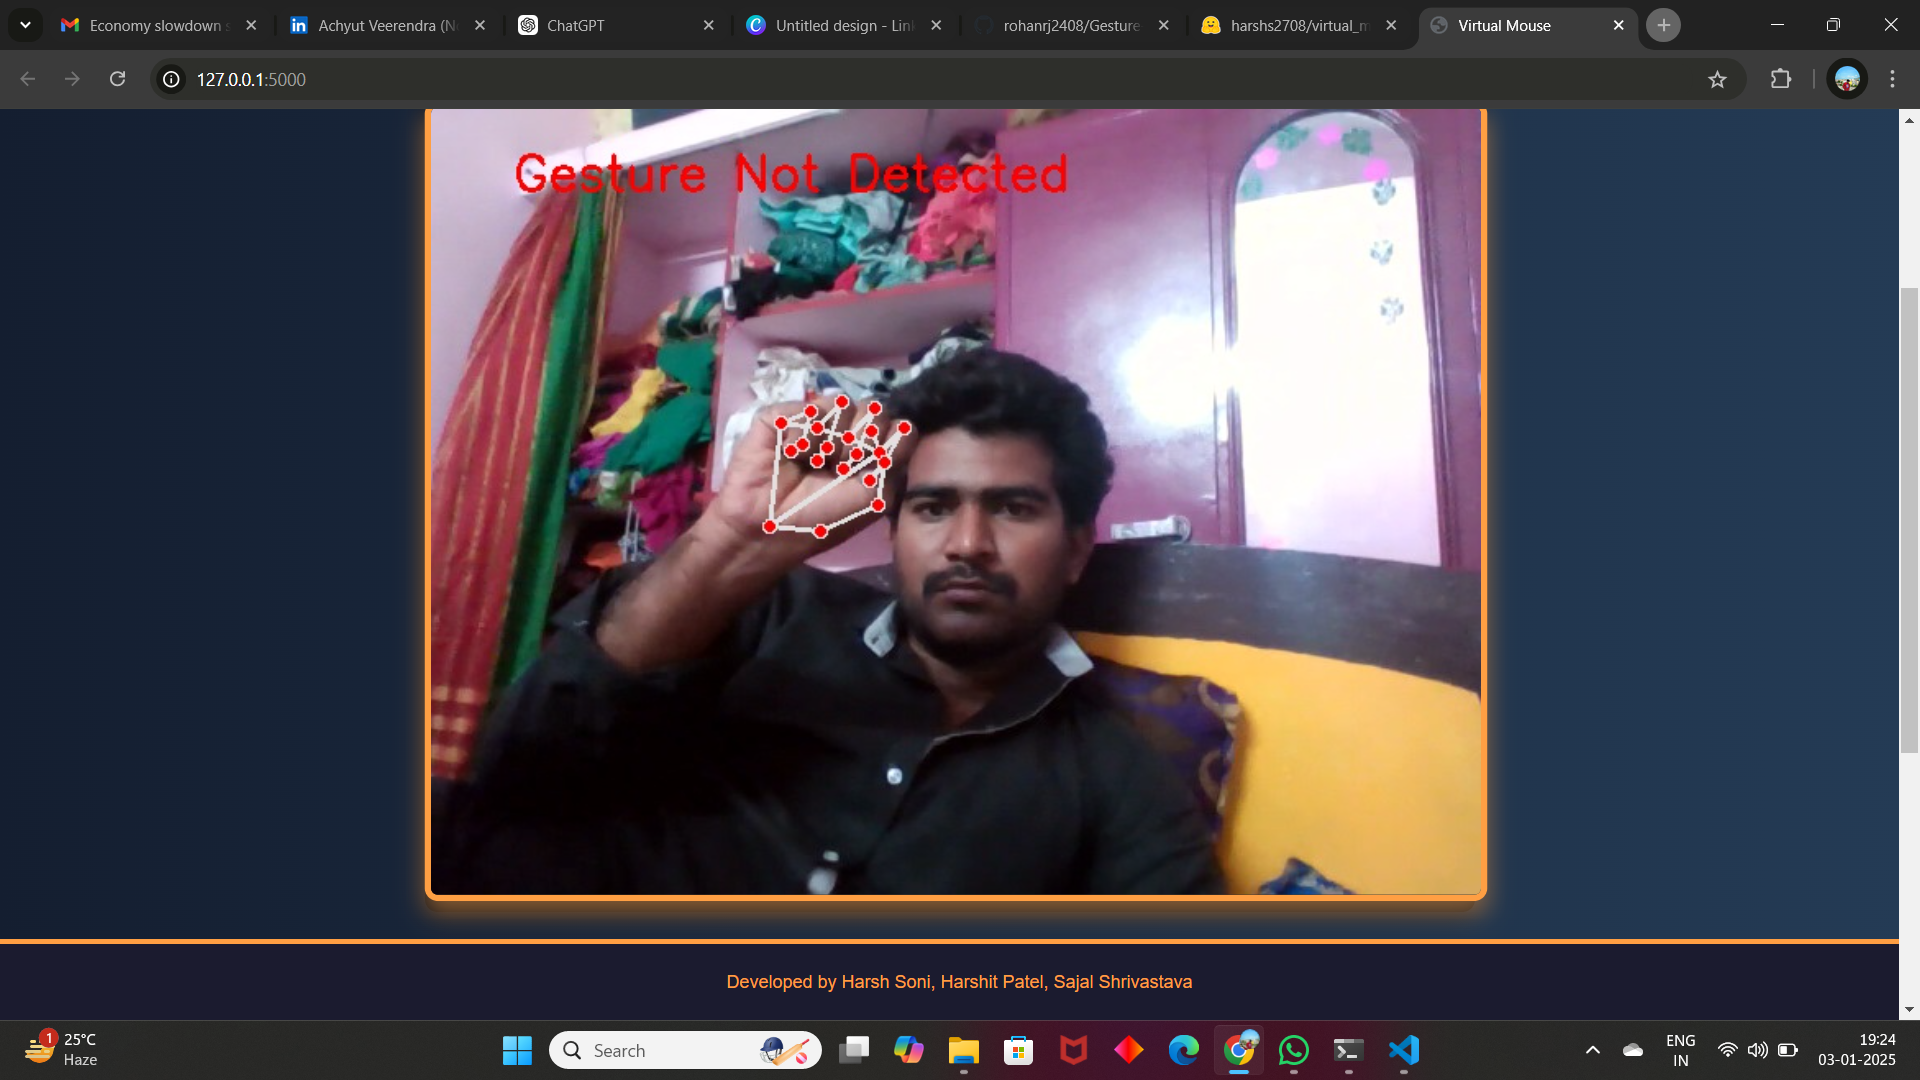 Economy slowdown s
Achyut Veerendra (N
ChatGPT
Untitled design - Lin
rohanrj2408/Gesture
harshs2708/virtual_m
Virtual Mouse
127.0.0.1:5000
Gesture Not Detected
Developed by Harsh Soni, Harshit Patel, Sajal Shrivastava
1
25°C
Haze
Search
ENG
IN
19:24
03-01-2025